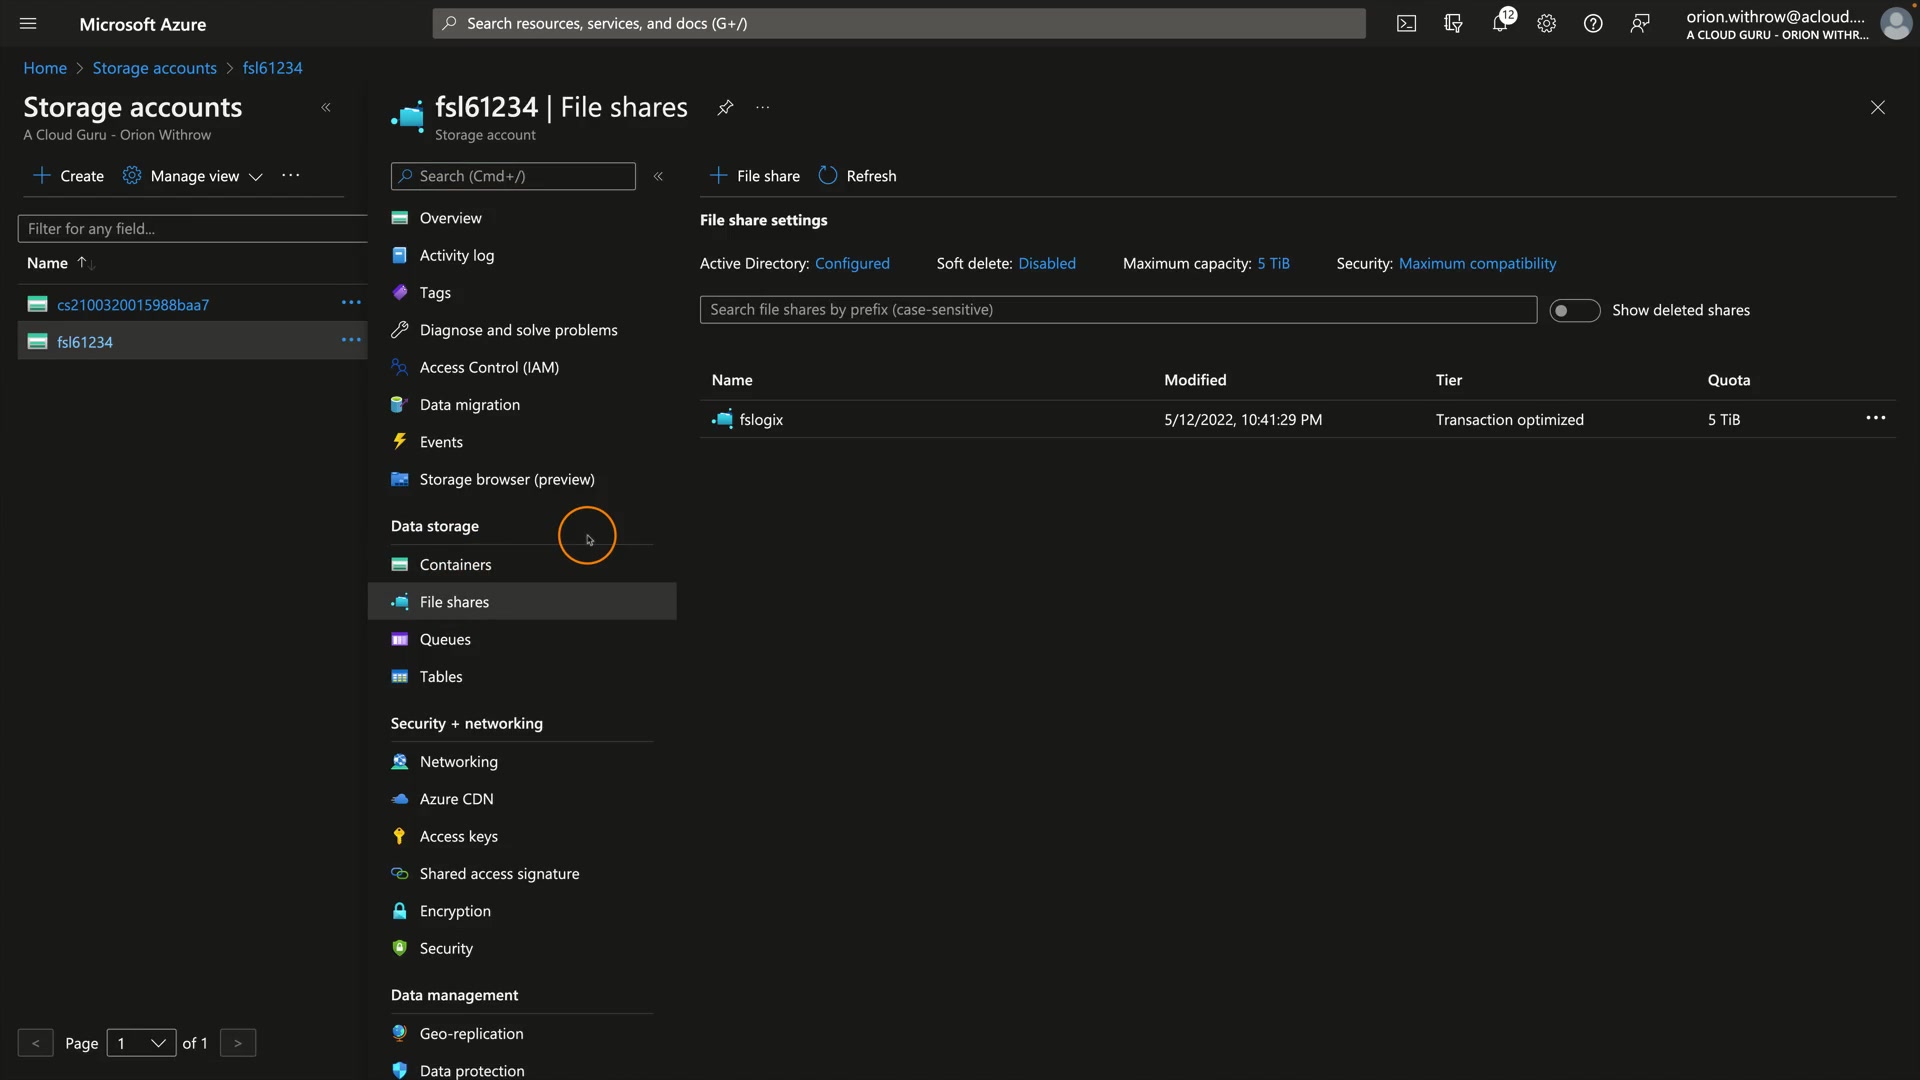 Microsoft Azure
Search resources, services, and docs (G+/)
12
orion.withrow@acloud....
A CLOUD GURU - ORION WITHR...
Home > Storage accounts > fsl61234
Storage accounts
A Cloud Guru - Orion Withrow
Create
Manage view
Filter for any field...
Name
cs2100320015988baa7
fsl61234
Page 1 of 1
fsl61234 | File shares
Storage account
Search (Cmd+/)
Overview
Activity log
Tags
Diagnose and solve problems
Access Control (IAM)
Data migration
Events
Storage browser (preview)
Data storage
Containers
File shares
Queues
Tables
Security + networking
Networking
Azure CDN
Access keys
Shared access signature
Encryption
Security
Data management
Geo-replication
Data protection
File share
Refresh
File share settings
Active Directory: Configured
Soft delete: Disabled
Maximum capacity: 5 TiB
Security: Maximum compatibility
Search file shares by prefix (case-sensitive)
Show deleted shares
Name Modified Tier Quota
fslogix 5/12/2022, 10:41:29 PM Transaction optimized 5 TiB